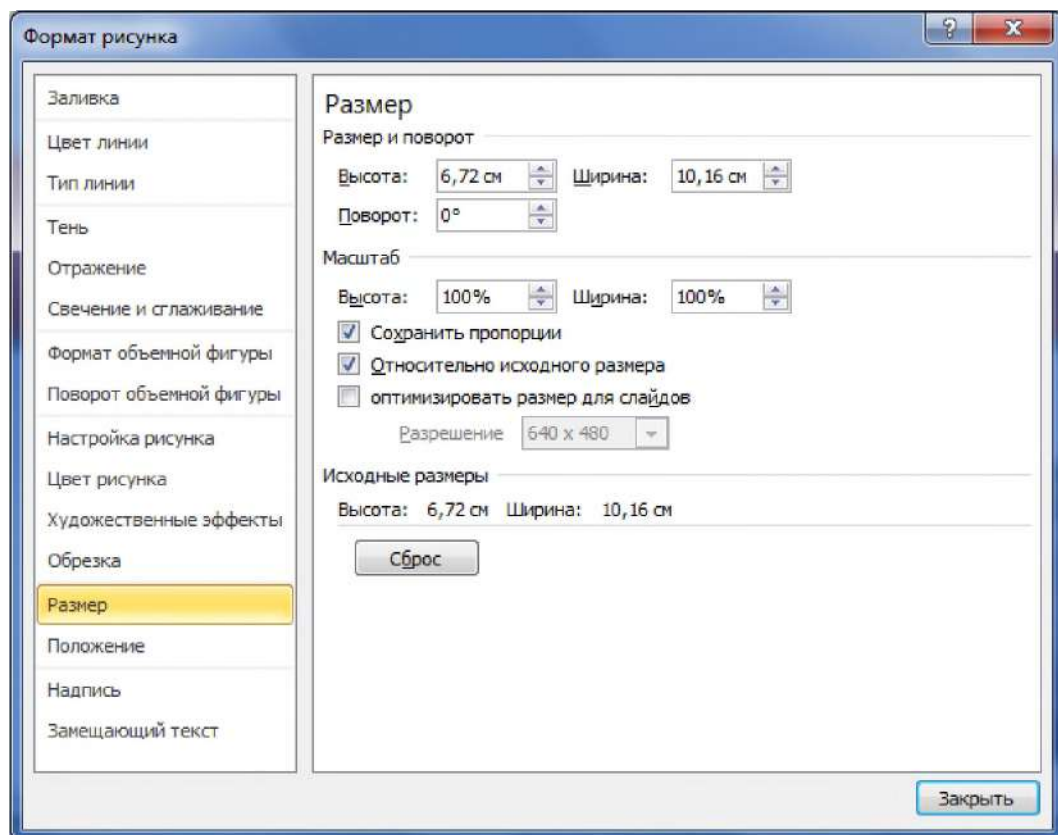 Формат рисунка
Заливка
Цвет линии
Тип линии
Тень
Отражение
Свечение и сглаживание
Формат объемной фигуры
Поворот объемной фигуры
Настройка рисунка
Цвет рисунка
Художественные эффекты
Обрезка
Размер
Положение
Надпись
Замещающий текст
Размер
Размер и поворот
Высота: 6,72 см Ширина: 10,16 см
Поворот: 0°
Масштаб
Высота: 100% Ширина: 100%
Сохранить пропорции
Относительно исходного размера
оптимизировать размер для слайдов
Разрешение 640 x 480
Исходные размеры
Высота: 6,72 см Ширина: 10,16 см
Сброс
Закрыть